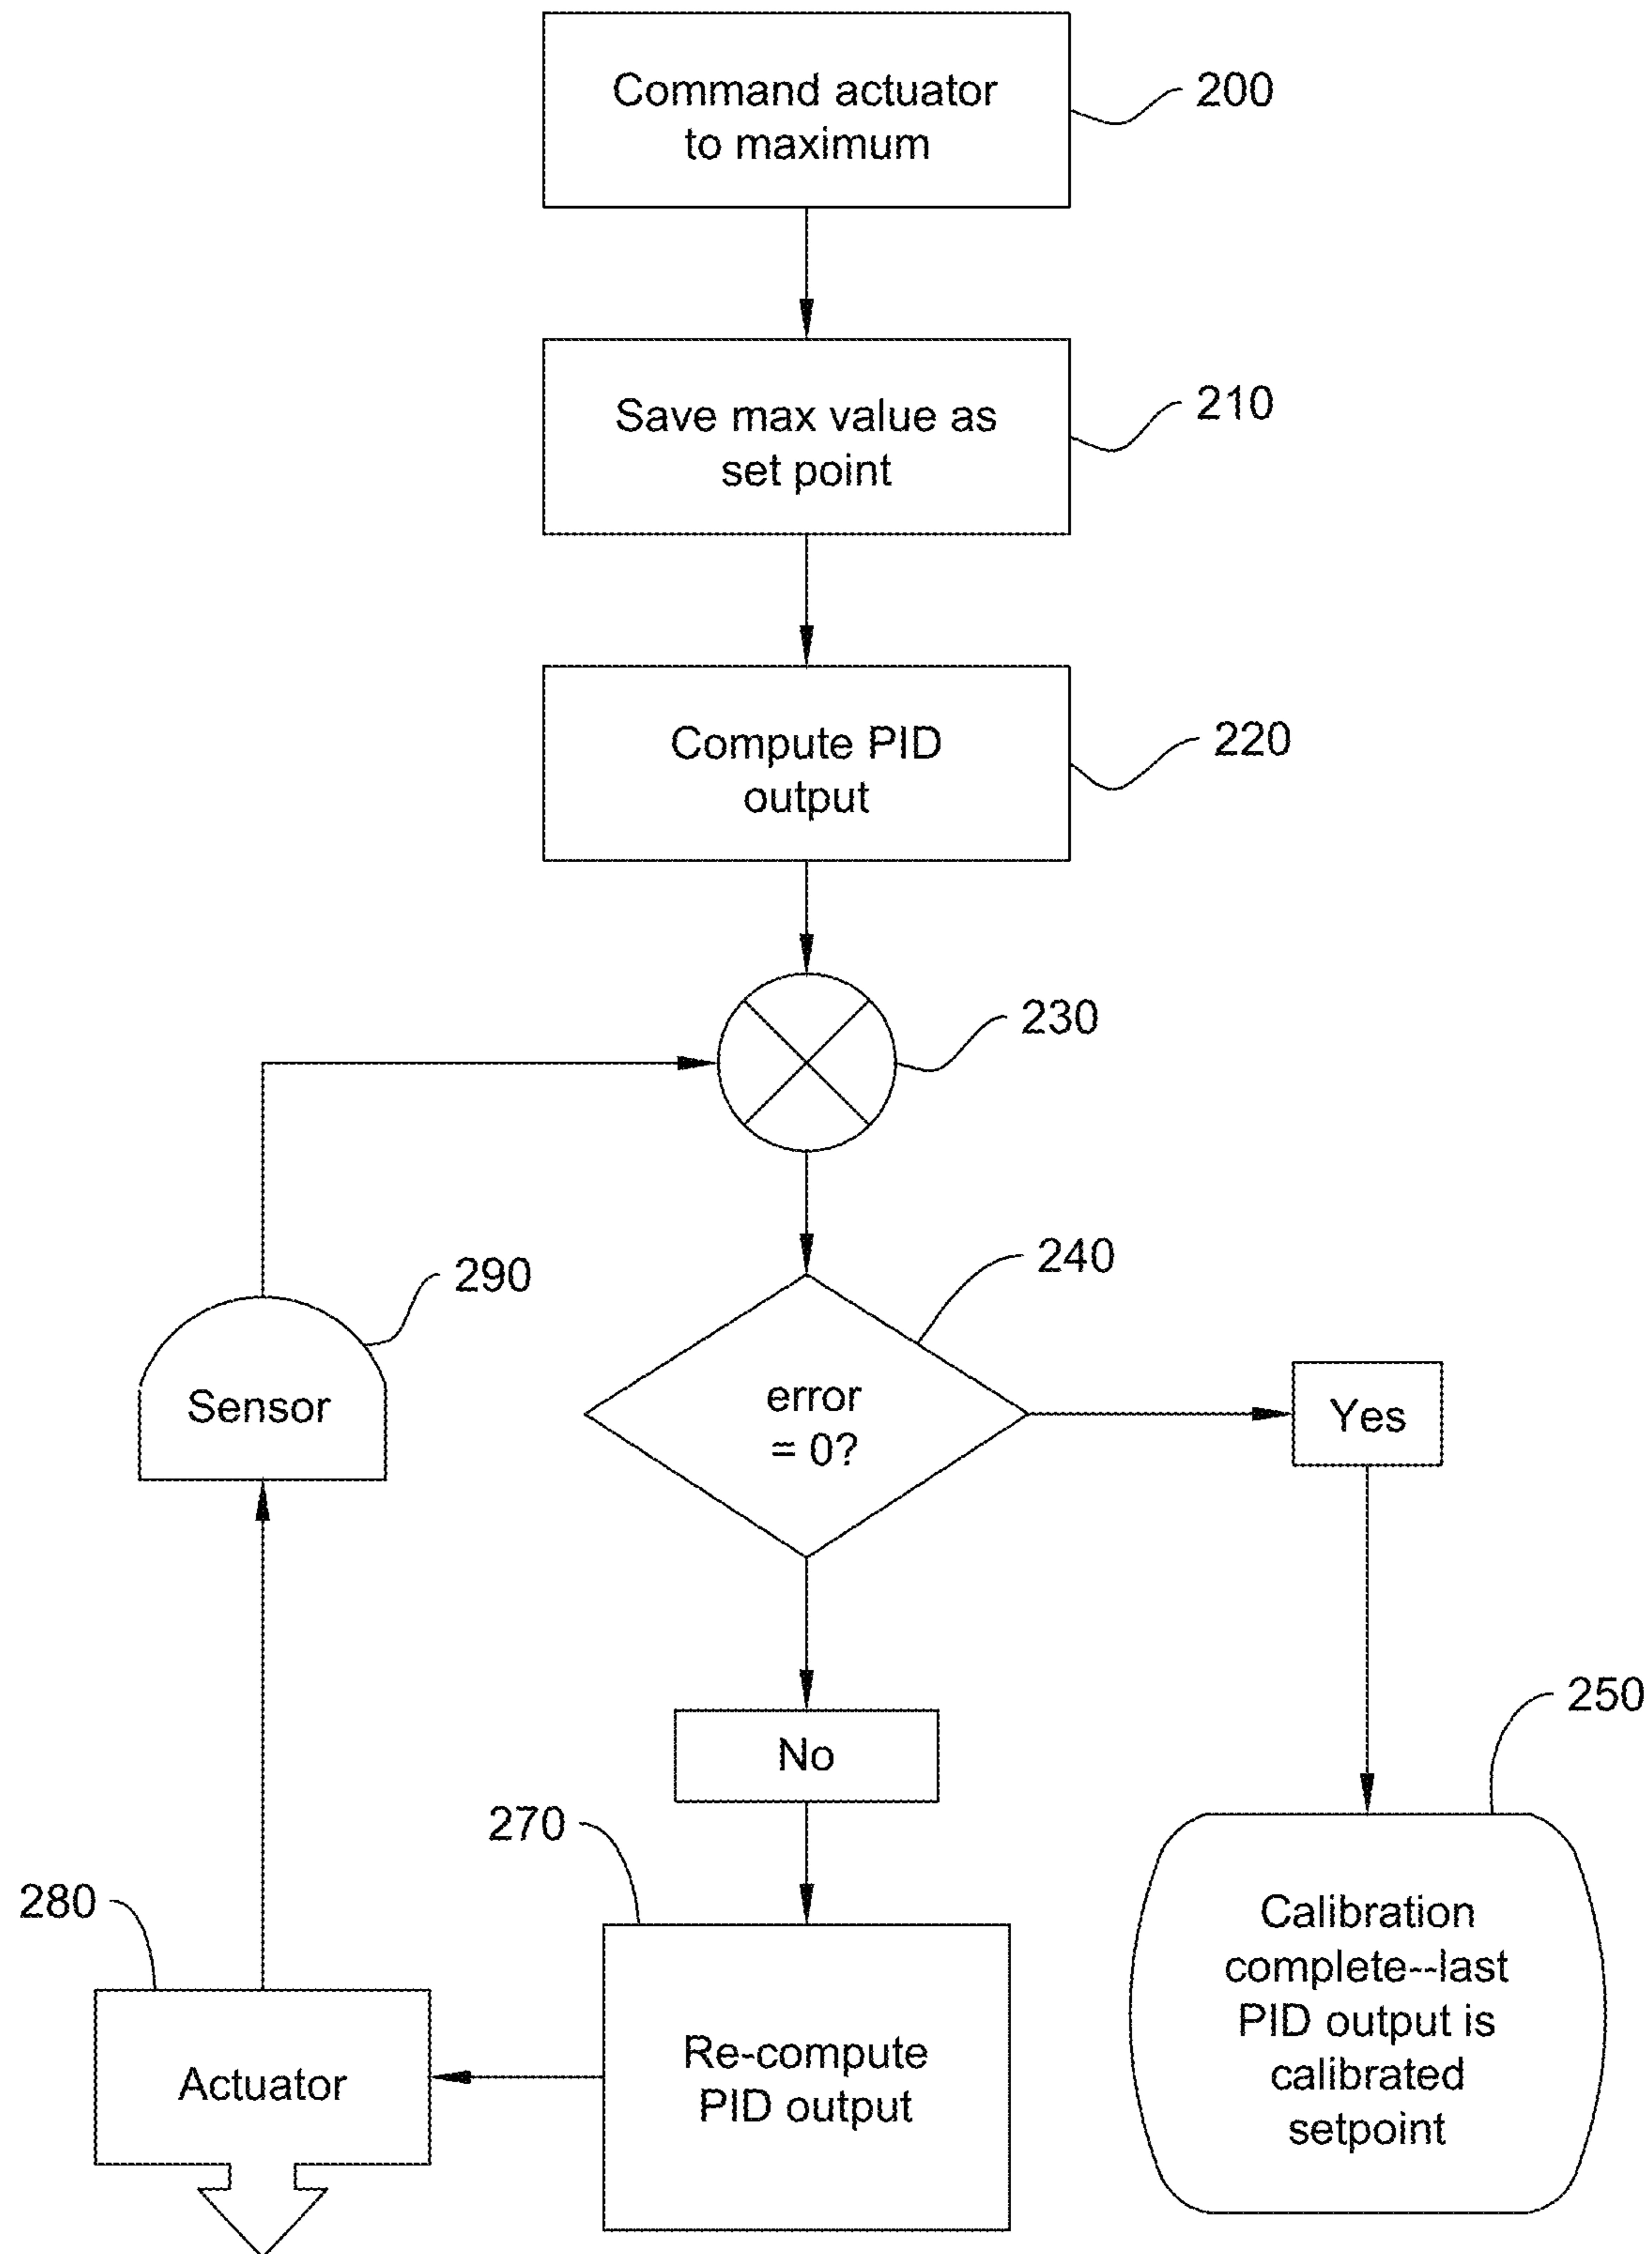 Command actuator
to maximum
200
Save max value as
set point
210
Compute PID
output
220
230
240
290
Sensor
error
= 0?
Yes
No
250
270
280
Calibration
complete--last
PID output is
calibrated
setpoint
Re-compute
PID output
Actuator